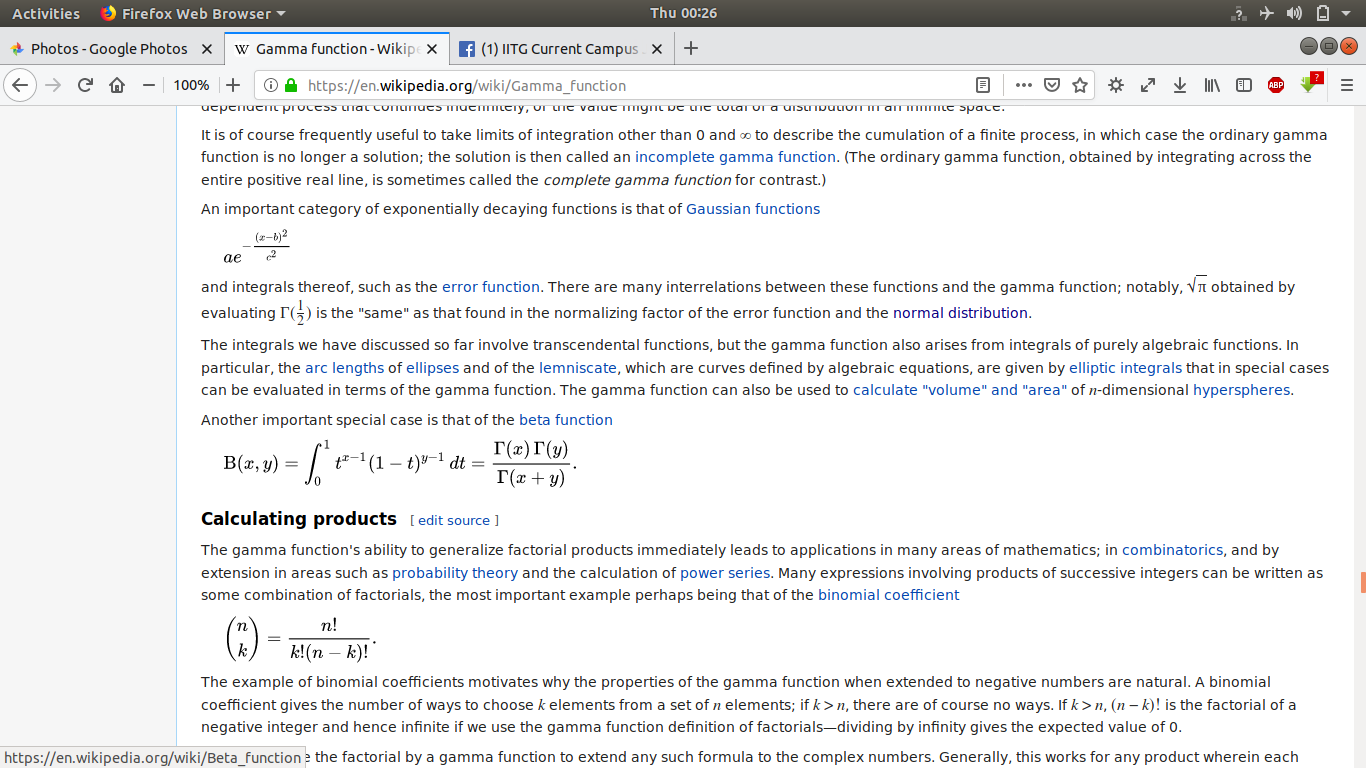 Activities Firefox Web Browser Thu 00:26
Photos - Google Photos Gamma function - Wikipe (1) IITG Current Campus
100% https://en.wikipedia.org/wiki/Gamma_function ABP ?
dependent process that continues indefinitely, or the value might be the total of a distribution in an infinite space.
It is of course frequently useful to take limits of integration other than 0 and ∞ to describe the cumulation of a finite process, in which case the ordinary gamma
function is no longer a solution; the solution is then called an incomplete gamma function. (The ordinary gamma function, obtained by integrating across the
entire positive real line, is sometimes called the complete gamma function for contrast.)
An important category of exponentially decaying functions is that of Gaussian functions
ae^{-\frac{(x-b)^2}{c^2}}
and integrals thereof, such as the error function. There are many interrelations between these functions and the gamma function; notably, √π obtained by
evaluating Γ(1/2) is the "same" as that found in the normalizing factor of the error function and the normal distribution.
The integrals we have discussed so far involve transcendental functions, but the gamma function also arises from integrals of purely algebraic functions. In
particular, the arc lengths of ellipses and of the lemniscate, which are curves defined by algebraic equations, are given by elliptic integrals that in special cases
can be evaluated in terms of the gamma function. The gamma function can also be used to calculate "volume" and "area" of n-dimensional hyperspheres.
Another important special case is that of the beta function
B(x, y) = \int_0^1 t^{x-1}(1 − t)^{y-1} dt = \frac{Γ(x) Γ(y)}{Γ(x + y)}.
Calculating products [ edit source ]
The gamma function's ability to generalize factorial products immediately leads to applications in many areas of mathematics; in combinatorics, and by
extension in areas such as probability theory and the calculation of power series. Many expressions involving products of successive integers can be written as
some combination of factorials, the most important example perhaps being that of the binomial coefficient
\binom{n}{k} = \frac{n!}{k!(n − k)!}.
The example of binomial coefficients motivates why the properties of the gamma function when extended to negative numbers are natural. A binomial
coefficient gives the number of ways to choose k elements from a set of n elements; if k > n, there are of course no ways. If k > n, (n − k)! is the factorial of a
negative integer and hence infinite if we use the gamma function definition of factorials—dividing by infinity gives the expected value of 0.
https://en.wikipedia.org/wiki/Beta_function e the factorial by a gamma function to extend any such formula to the complex numbers. Generally, this works for any product wherein each